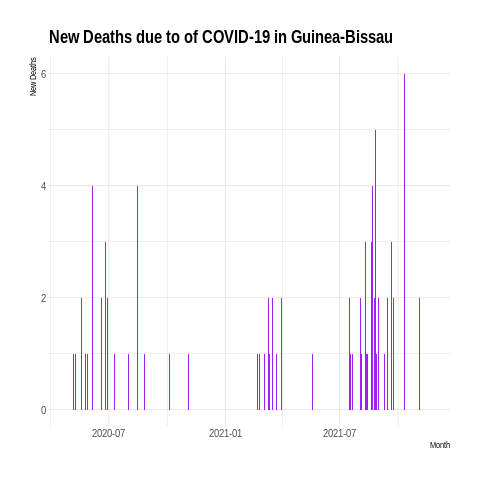 New Deaths due to of COVID-19 in Guinea-Bissau
New Deaths
6
4
2
0
2020-07
2021-01
2021-07
Month